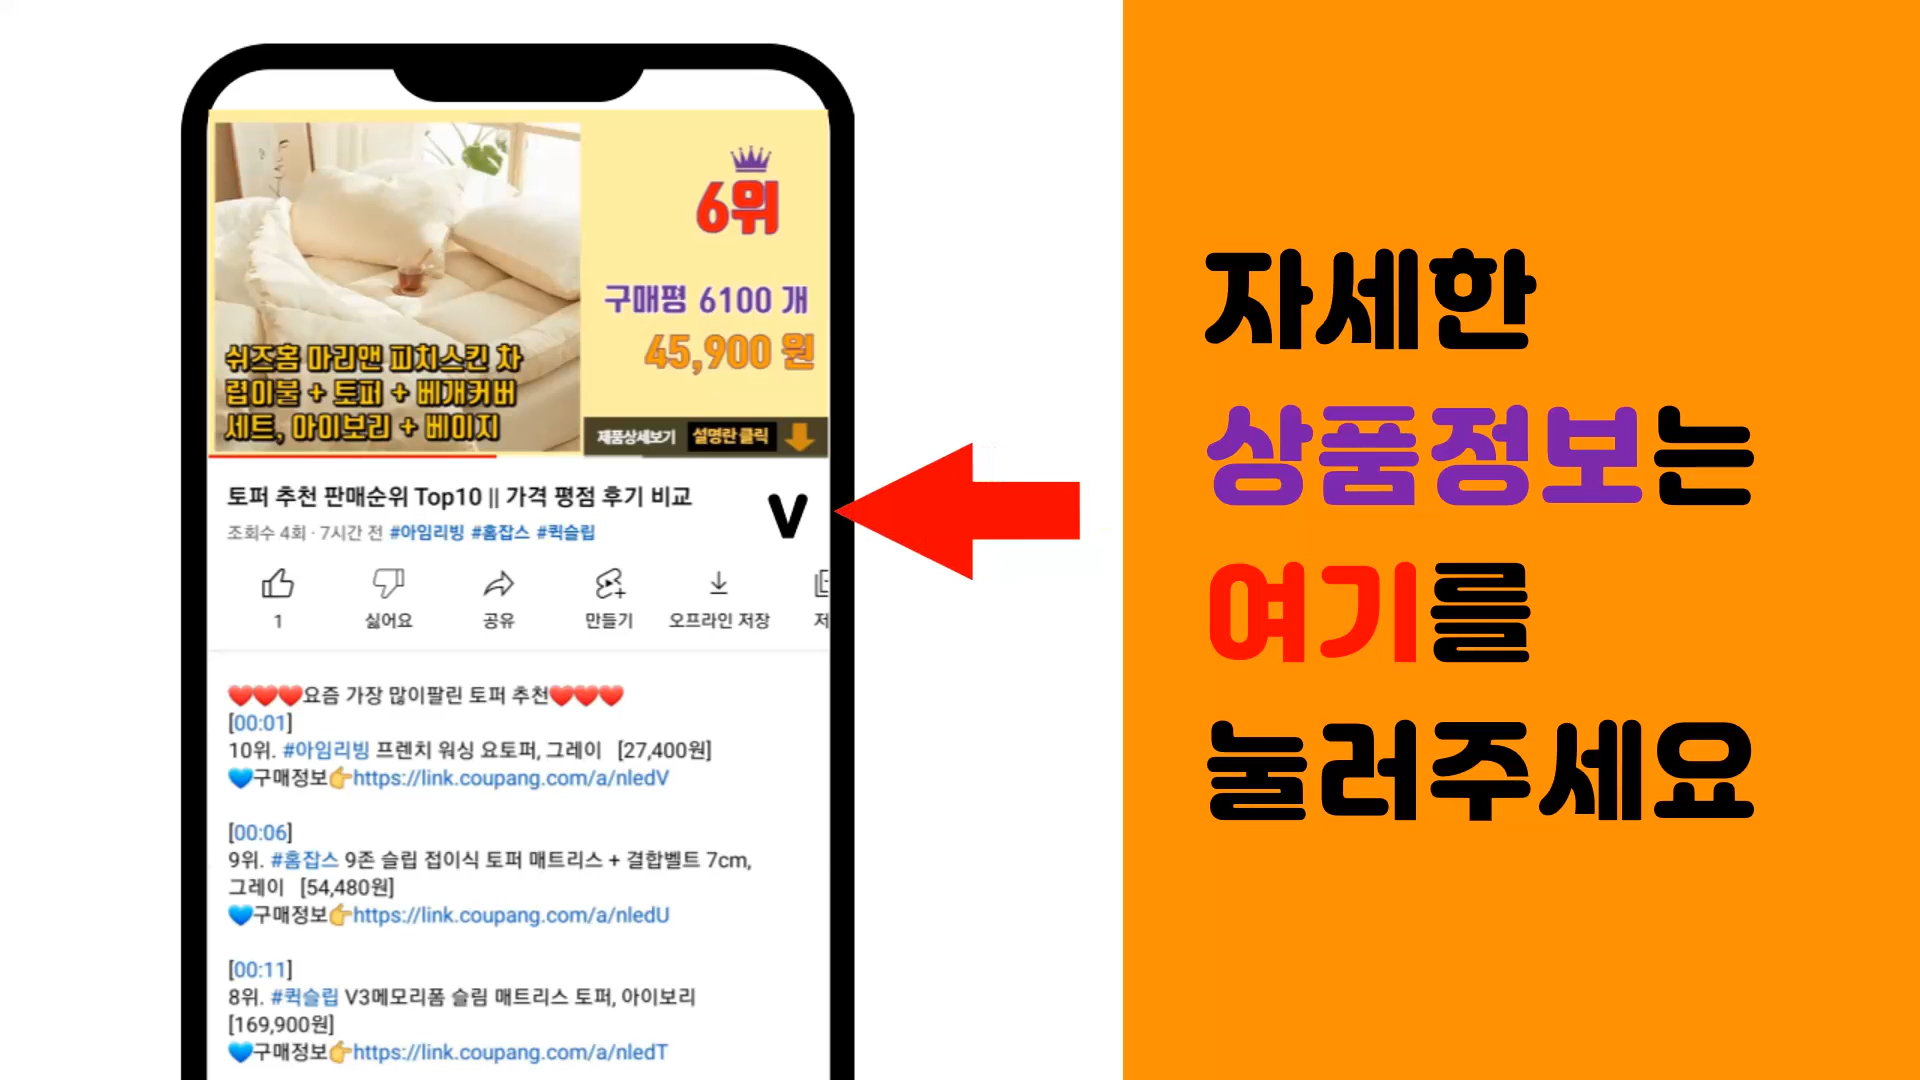 6위
구매평 6100 개
45,900 원
쉬즈홈 마리앤 피치스킨 차
렵이불 + 토퍼 + 베개커버
세트, 아이보리 + 베이지
제품상세보기 설명란 클릭
토퍼 추천 판매순위 Top10 || 가격 평점 후기 비교
V
조회수 4회 · 7시간 전 #아임리빙 #홈잡스 #퀵슬립
1 싫어요 공유 만들기 오프라인 저장 저
❤️❤️❤️요즘 가장 많이팔린 토퍼 추천❤️❤️❤️
[00:01]
10위. #아임리빙 프렌치 워싱 요토퍼, 그레이 [27,400원]
💙구매정보👉https://link.coupang.com/a/nledV
[00:06]
9위. #홈잡스 9존 슬립 접이식 토퍼 매트리스 + 결합벨트 7cm,
그레이 [54,480원]
💙구매정보👉https://link.coupang.com/a/nledU
[00:11]
8위. #퀵슬립 V3메모리폼 슬림 매트리스 토퍼, 아이보리
[169,900원]
💙구매정보👉https://link.coupang.com/a/nledT
자세한
상품정보는
여기를
눌러주세요